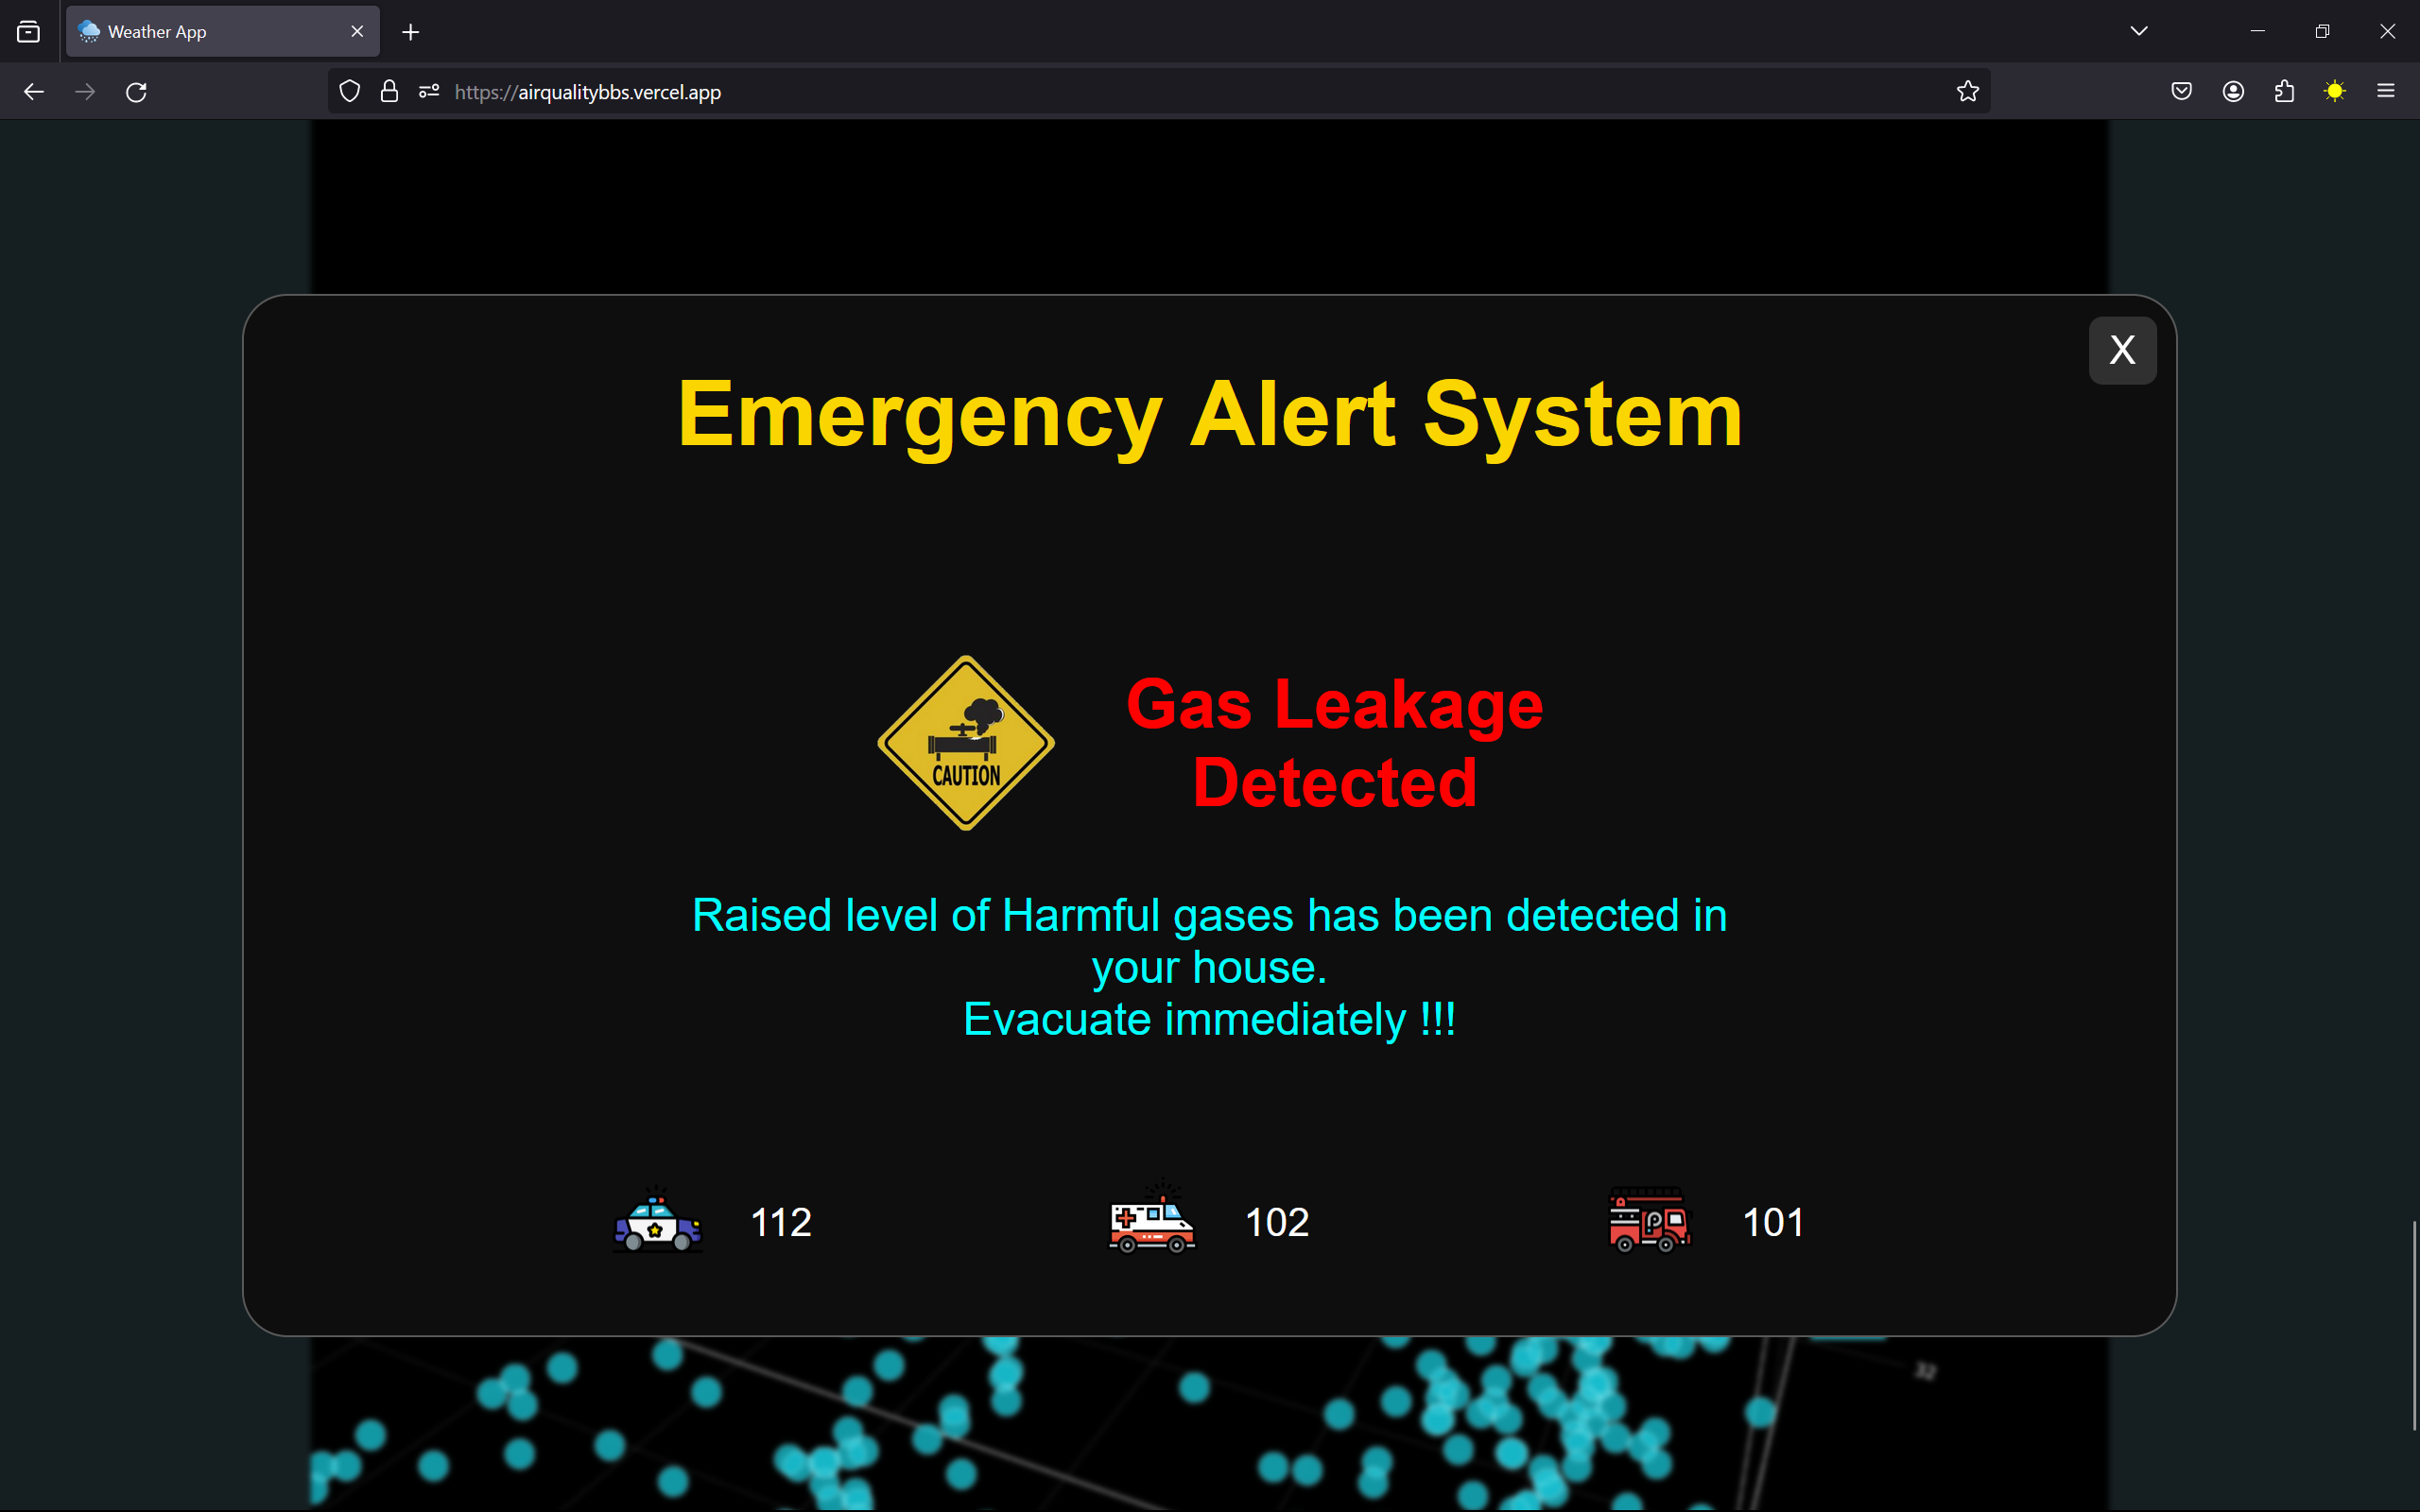 Weather App
https://airqualitybbs.vercel.app
X
Emergency Alert System
CAUTION
Gas Leakage
Detected
Raised level of Harmful gases has been detected in
your house.
Evacuate immediately !!!
112
102
101
32